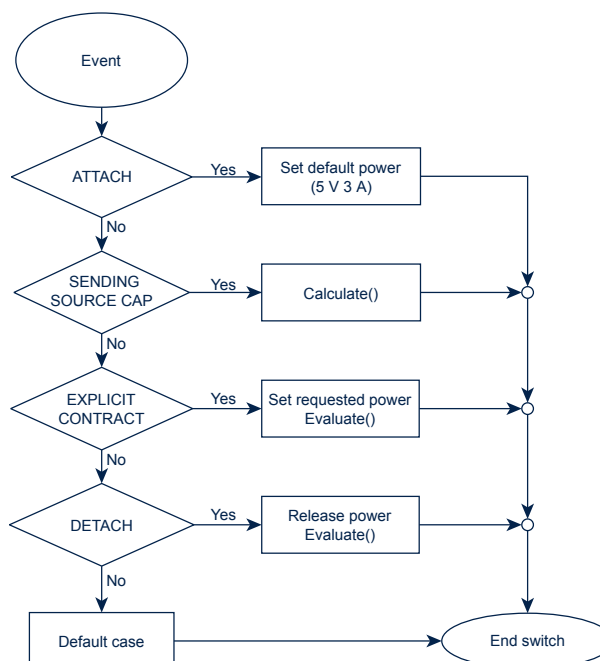 Event
ATTACH
Yes
Set default power
(5 V 3 A)
No
SENDING
SOURCE CAP
Yes
Calculate()
No
EXPLICIT
CONTRACT
Yes
Set requested power
Evaluate()
No
DETACH
Yes
Release power
Evaluate()
No
Default case
End switch